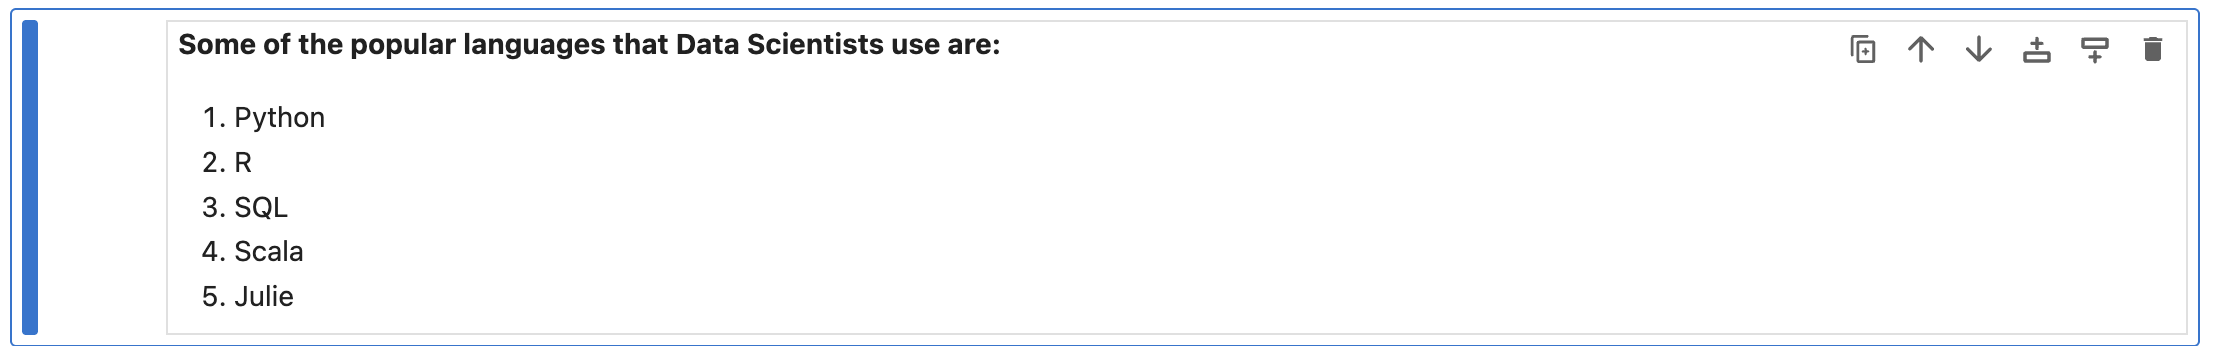 Some of the popular languages that Data Scientists use are:
1. Python
2. R
3. SQL
4. Scala
5. Julie